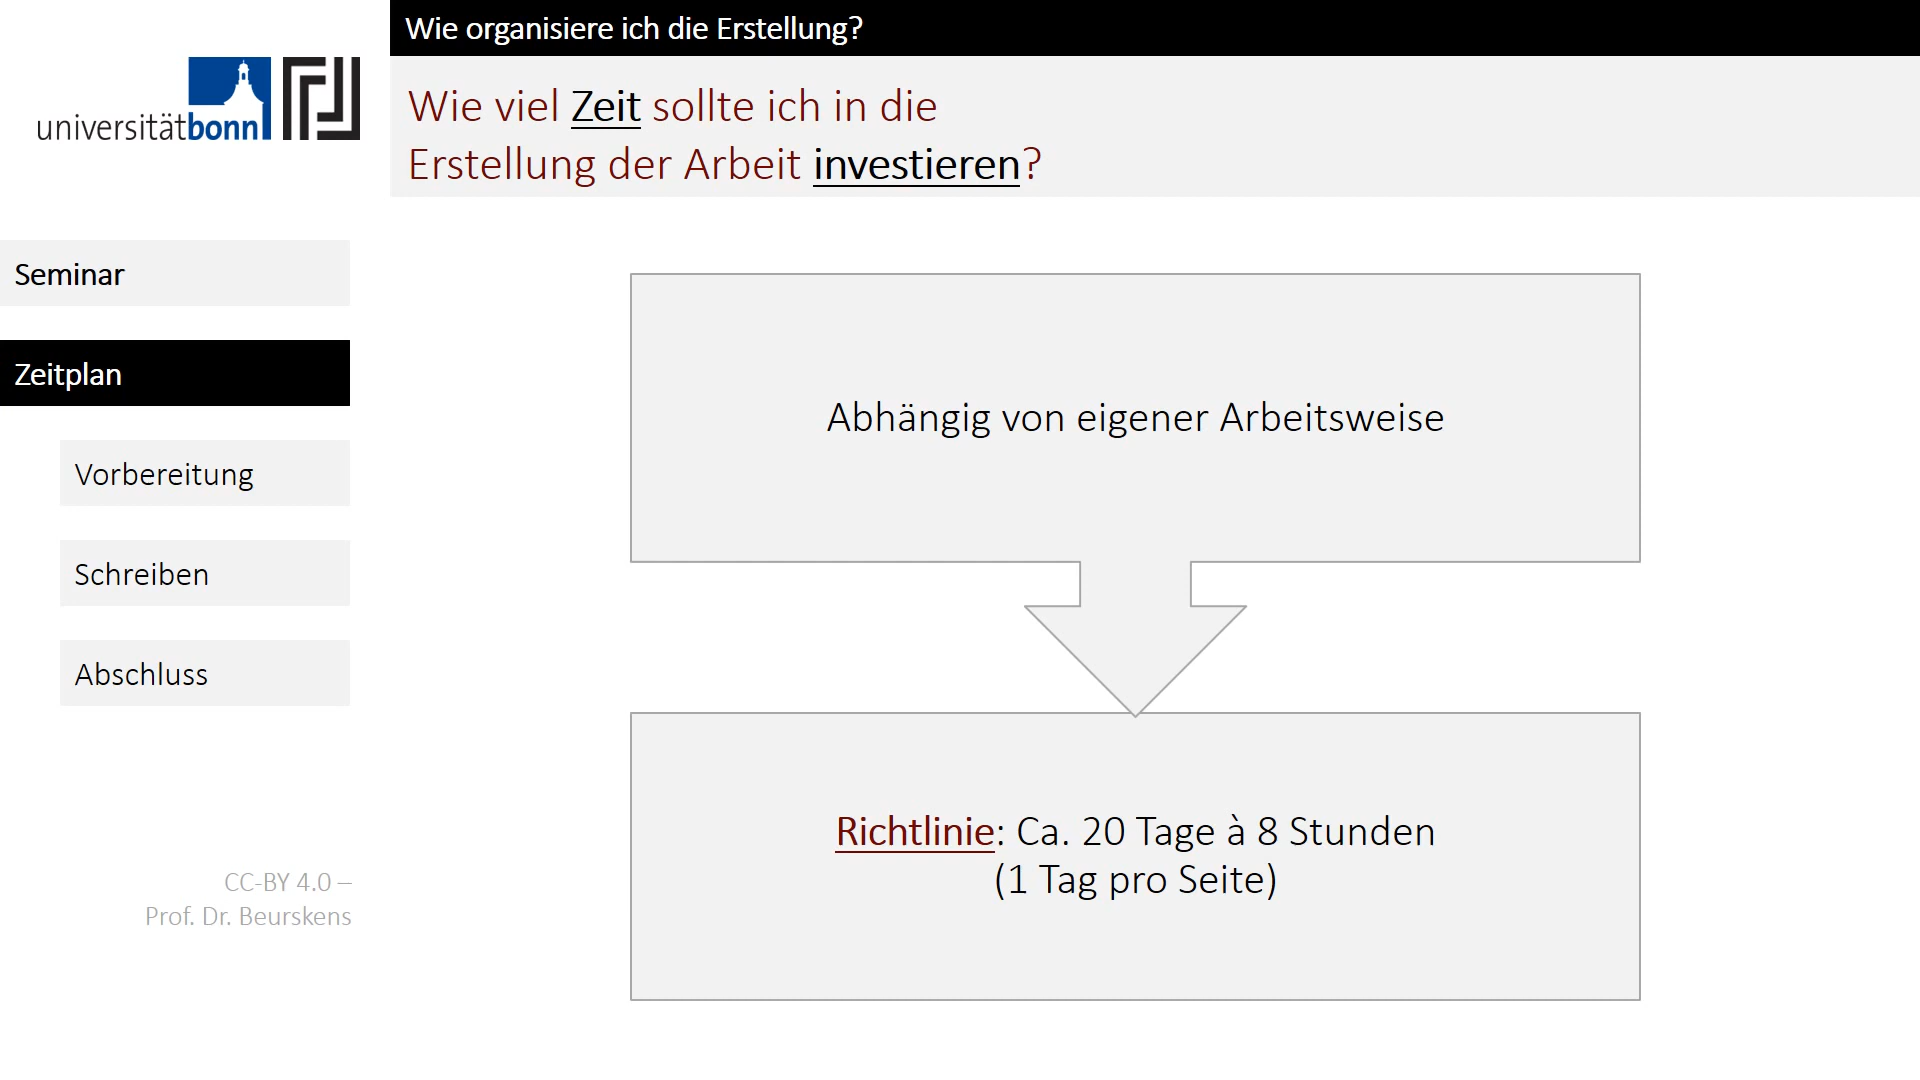 Wie organisiere ich die Erstellung?
universitätbonn
Wie viel Zeit sollte ich in die
Erstellung der Arbeit investieren?
Seminar
Zeitplan
Vorbereitung
Schreiben
Abschluss
Abhängig von eigener Arbeitsweise
Richtlinie: Ca. 20 Tage à 8 Stunden
(1 Tag pro Seite)
CC-BY 4.0 –
Prof. Dr. Beurskens